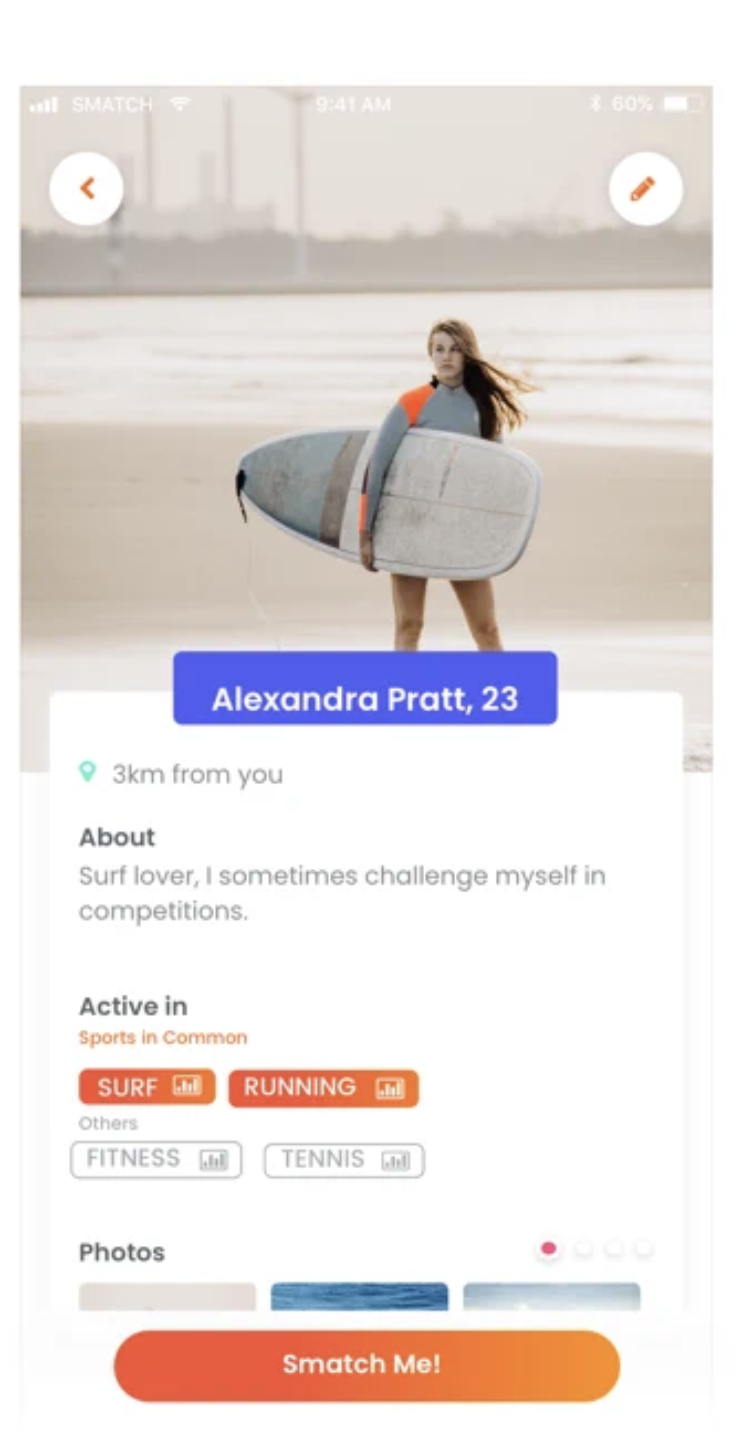 SMATCH 9:41 AM 60%
Alexandra Pratt, 23
3km from you
About
Surf lover, I sometimes challenge myself in
competitions.
Active in
Sports in Common
SURF RUNNING
Others
FITNESS TENNIS
Photos
Smatch Me!